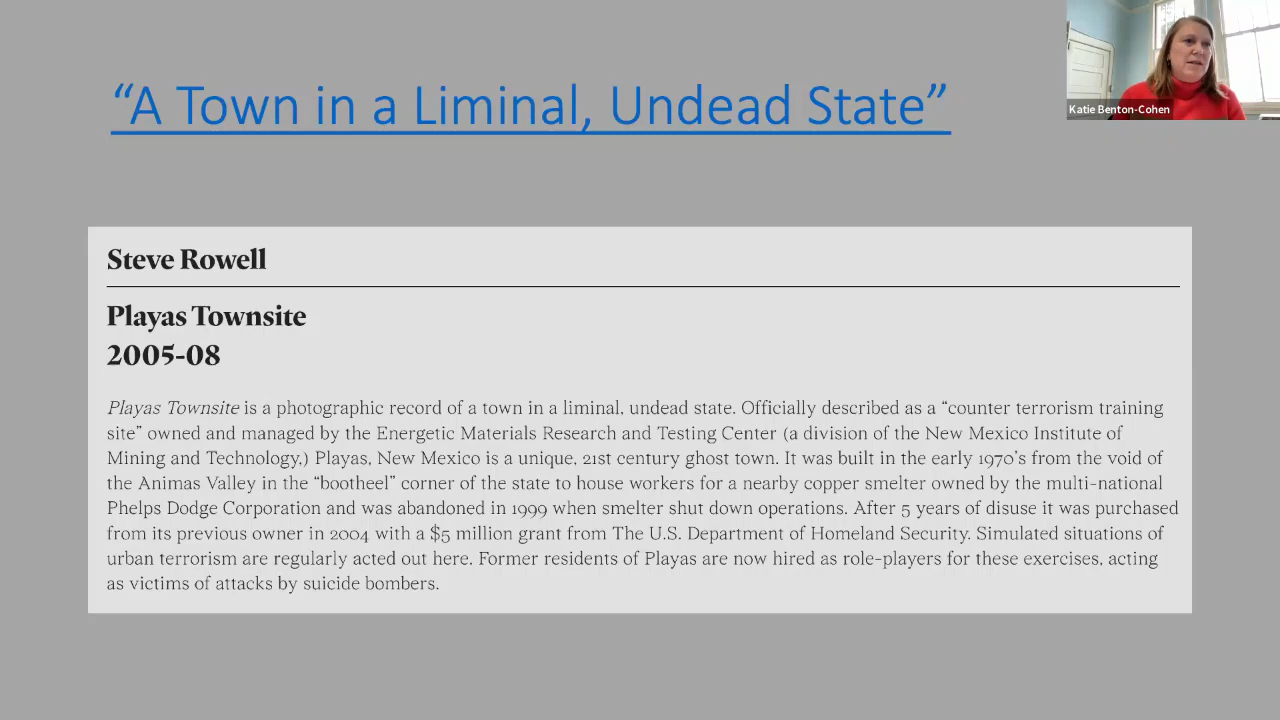 “A Town in a Liminal, Undead State”
Katie Benton-Cohen
Steve Rowell
Playas Townsite
2005-08
Playas Townsite is a photographic record of a town in a liminal, undead state. Officially described as a “counter terrorism training
site” owned and managed by the Energetic Materials Research and Testing Center (a division of the New Mexico Institute of
Mining and Technology,) Playas, New Mexico is a unique, 21st century ghost town. It was built in the early 1970’s from the void of
the Animas Valley in the “bootheel” corner of the state to house workers for a nearby copper smelter owned by the multi-national
Phelps Dodge Corporation and was abandoned in 1999 when smelter shut down operations. After 5 years of disuse it was purchased
from its previous owner in 2004 with a $5 million grant from The U.S. Department of Homeland Security. Simulated situations of
urban terrorism are regularly acted out here. Former residents of Playas are now hired as role-players for these exercises, acting
as victims of attacks by suicide bombers.